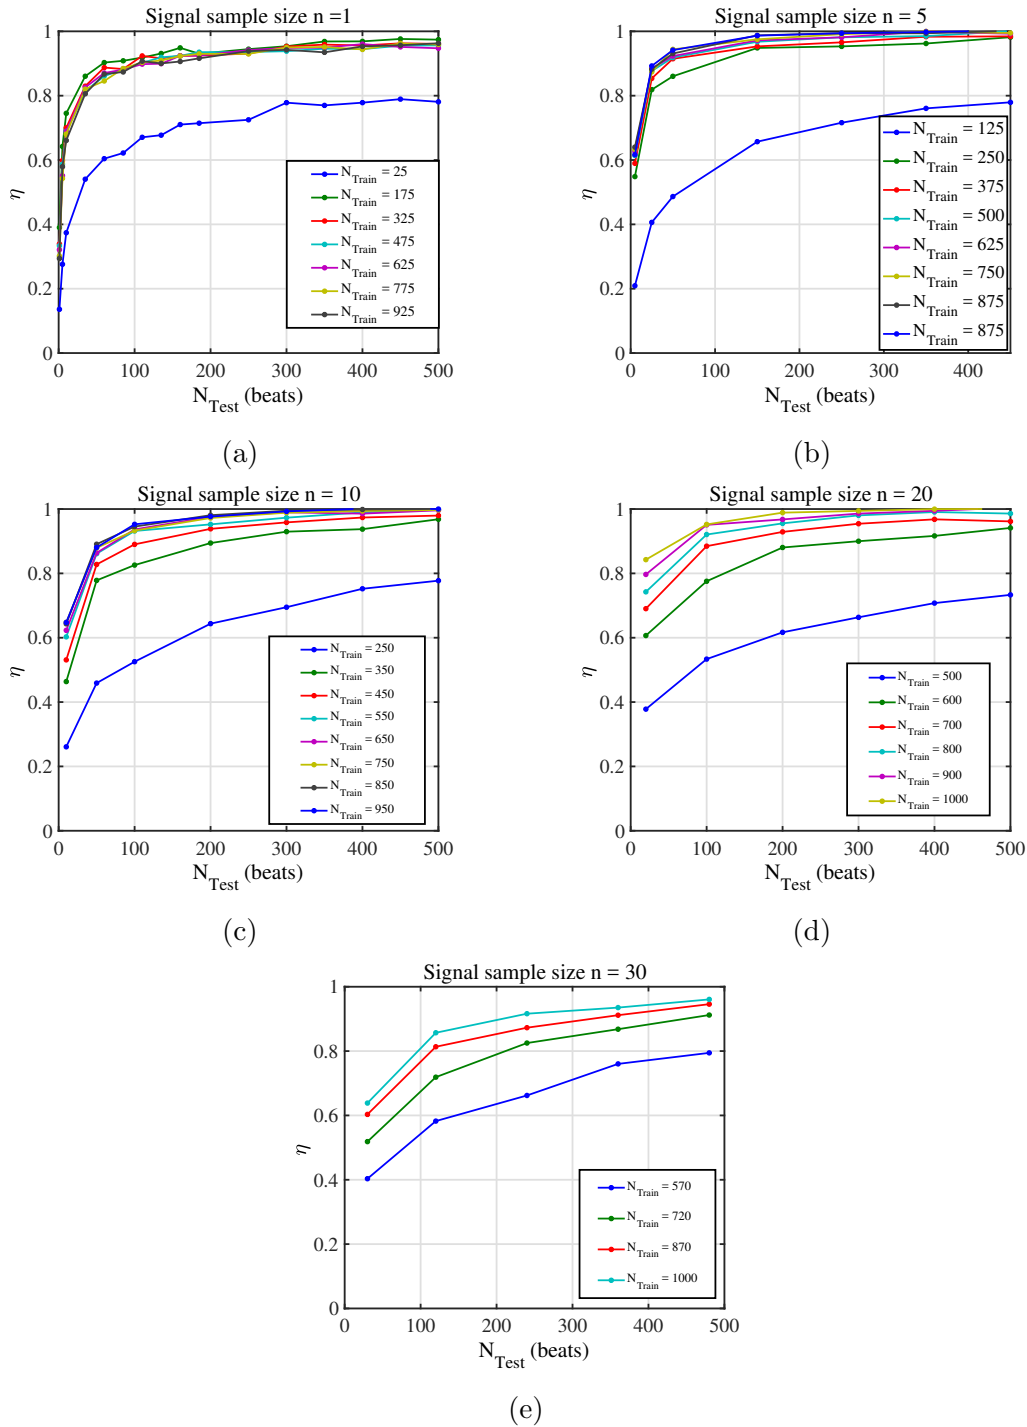 Signal sample size n =1
1
0.8
0.6
0.4
0.2
0
η
0 100 200 300 400 500
N_Test (beats)
N_Train = 25
N_Train = 175
N_Train = 325
N_Train = 475
N_Train = 625
N_Train = 775
N_Train = 925
(a)
Signal sample size n = 5
1
0.8
0.6
0.4
0.2
0
η
0 100 200 300 400
N_Test (beats)
N_Train = 125
N_Train = 250
N_Train = 375
N_Train = 500
N_Train = 625
N_Train = 750
N_Train = 875
N_Train = 875
(b)
Signal sample size n = 10
1
0.8
0.6
0.4
0.2
0
η
0 100 200 300 400 500
N_Test (beats)
N_Train = 250
N_Train = 350
N_Train = 450
N_Train = 550
N_Train = 650
N_Train = 750
N_Train = 850
N_Train = 950
(c)
Signal sample size n = 20
1
0.8
0.6
0.4
0.2
0
η
0 100 200 300 400 500
N_Test (beats)
N_Train = 500
N_Train = 600
N_Train = 700
N_Train = 800
N_Train = 900
N_Train = 1000
(d)
Signal sample size n = 30
1
0.8
0.6
0.4
0.2
0
η
0 100 200 300 400 500
N_Test (beats)
N_Train = 570
N_Train = 720
N_Train = 870
N_Train = 1000
(e)